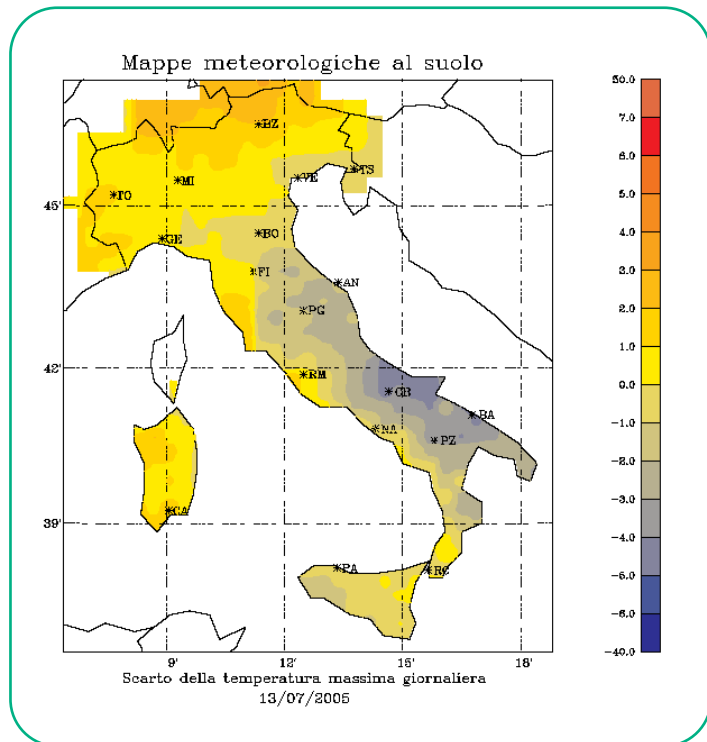 Mappe meteorologiche al suolo
50.0
7.0
6.0
5.0
4.0
3.0
2.0
1.0
0.0
-1.0
-2.0
-3.0
-4.0
-5.0
-6.0
-40.0
*BZ
*TO
*MI
*VE
*TS
45'
*GE
*BO
*FI
*AN
*PG
42'
*RM
*CB
*NA
*BA
*PZ
*CA
39'
*PA
*RC
9'
12'
15'
18'
Scarto della temperatura massima giornaliera
13/07/2005